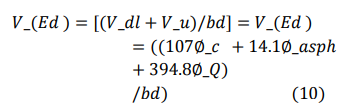 V_(Ed ) = [(V_dl + V_u)/bd] = V_(Ed )
= ((107∅_c + 14.1∅_asph
+ 394.8∅_Q)
/bd) (10)